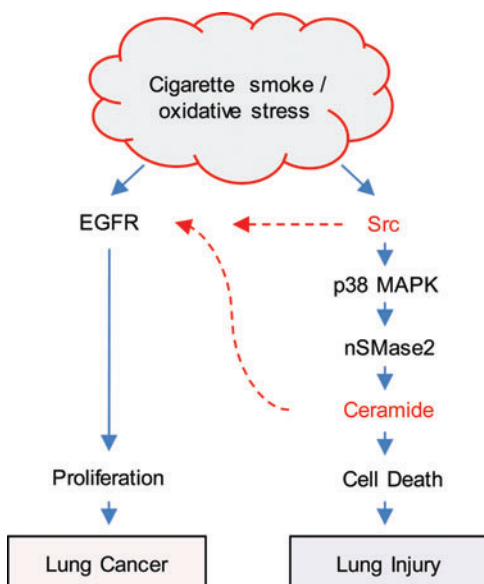 Cigarette smoke /
oxidative stress
EGFR
Src
p38 MAPK
nSMase2
Ceramide
Proliferation
Cell Death
Lung Cancer
Lung Injury